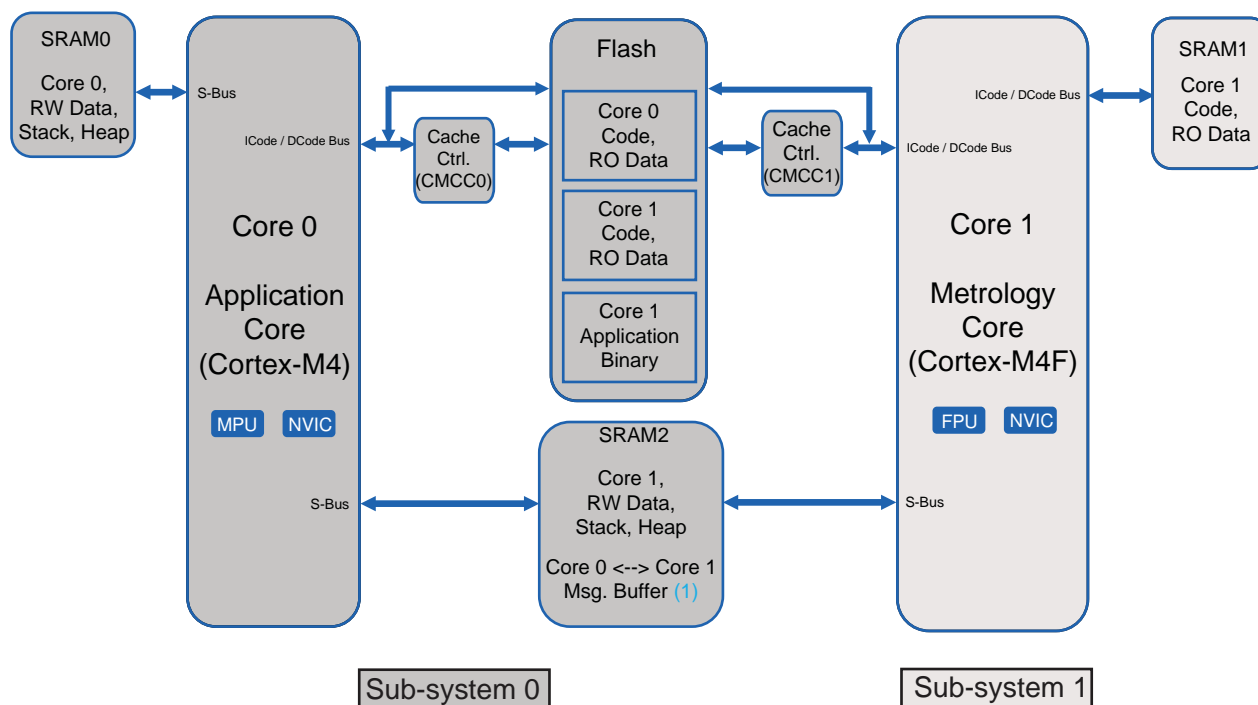 SRAM0
Core 0,
RW Data,
Stack, Heap
S-Bus
ICode / DCode Bus
Core 0
Application
Core
(Cortex-M4)
MPU
NVIC
S-Bus
Cache
Ctrl.
(CMCC0)
Flash
Core 0
Code,
RO Data
Core 1
Code,
RO Data
Core 1
Application
Binary
SRAM2
Core 1,
RW Data,
Stack, Heap
Core 0 <--> Core 1
Msg. Buffer (1)
Cache
Ctrl.
(CMCC1)
ICode / DCode Bus
ICode / DCode Bus
Core 1
Metrology
Core
(Cortex-M4F)
FPU
NVIC
S-Bus
SRAM1
Core 1
Code,
RO Data
Sub-system 0
Sub-system 1